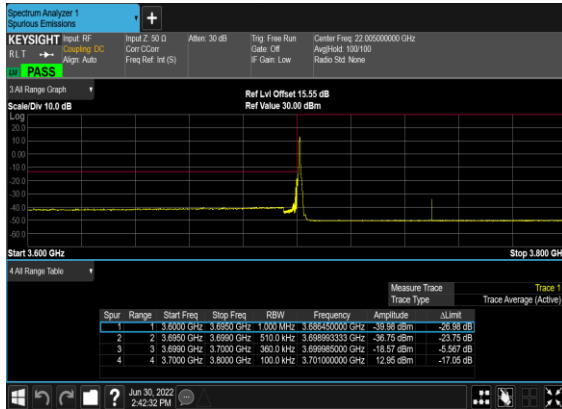 Spectrum Analyzer 1
Spurious Emissions
KEYSIGHT Input: RF Input Z: 50 Ω Atten: 30 dB Trig: Free Run Center Freq: 22.005000000 GHz
RLT Coupling: DC Corr CCorr Gate: Off Avg|Hold: 100/100
Align: Auto Freq Ref: Int (S) IF Gain: Low Radio Std: None
PASS
3 All Range Graph Ref Lvl Offset 15.55 dB
Scale/Div 10.0 dB Ref Value 30.00 dBm
Log
20.0
10.0
0.00
-10.0
-20.0
-30.0
-40.0
-50.0
-60.0
Start 3.600 GHz Stop 3.800 GH
4 All Range Table
Measure Trace Trace 1
Trace Type Trace Average (Active)
Spur Range Start Freq Stop Freq RBW Frequency Amplitude ΔLimit
1 1 3.6000 GHz 3.6950 GHz 1.000 MHz 3.686450000 GHz -39.98 dBm -26.98 dB
2 2 3.6950 GHz 3.6990 GHz 510.0 kHz 3.698993333 GHz -36.75 dBm -23.75 dB
3 3 3.6990 GHz 3.7000 GHz 360.0 kHz 3.699985000 GHz -18.57 dBm -5.567 dB
4 4 3.7000 GHz 3.8000 GHz 100.0 kHz 3.701000000 GHz 12.95 dBm -17.05 dB
? Jun 30, 2022
2:42:32 PM